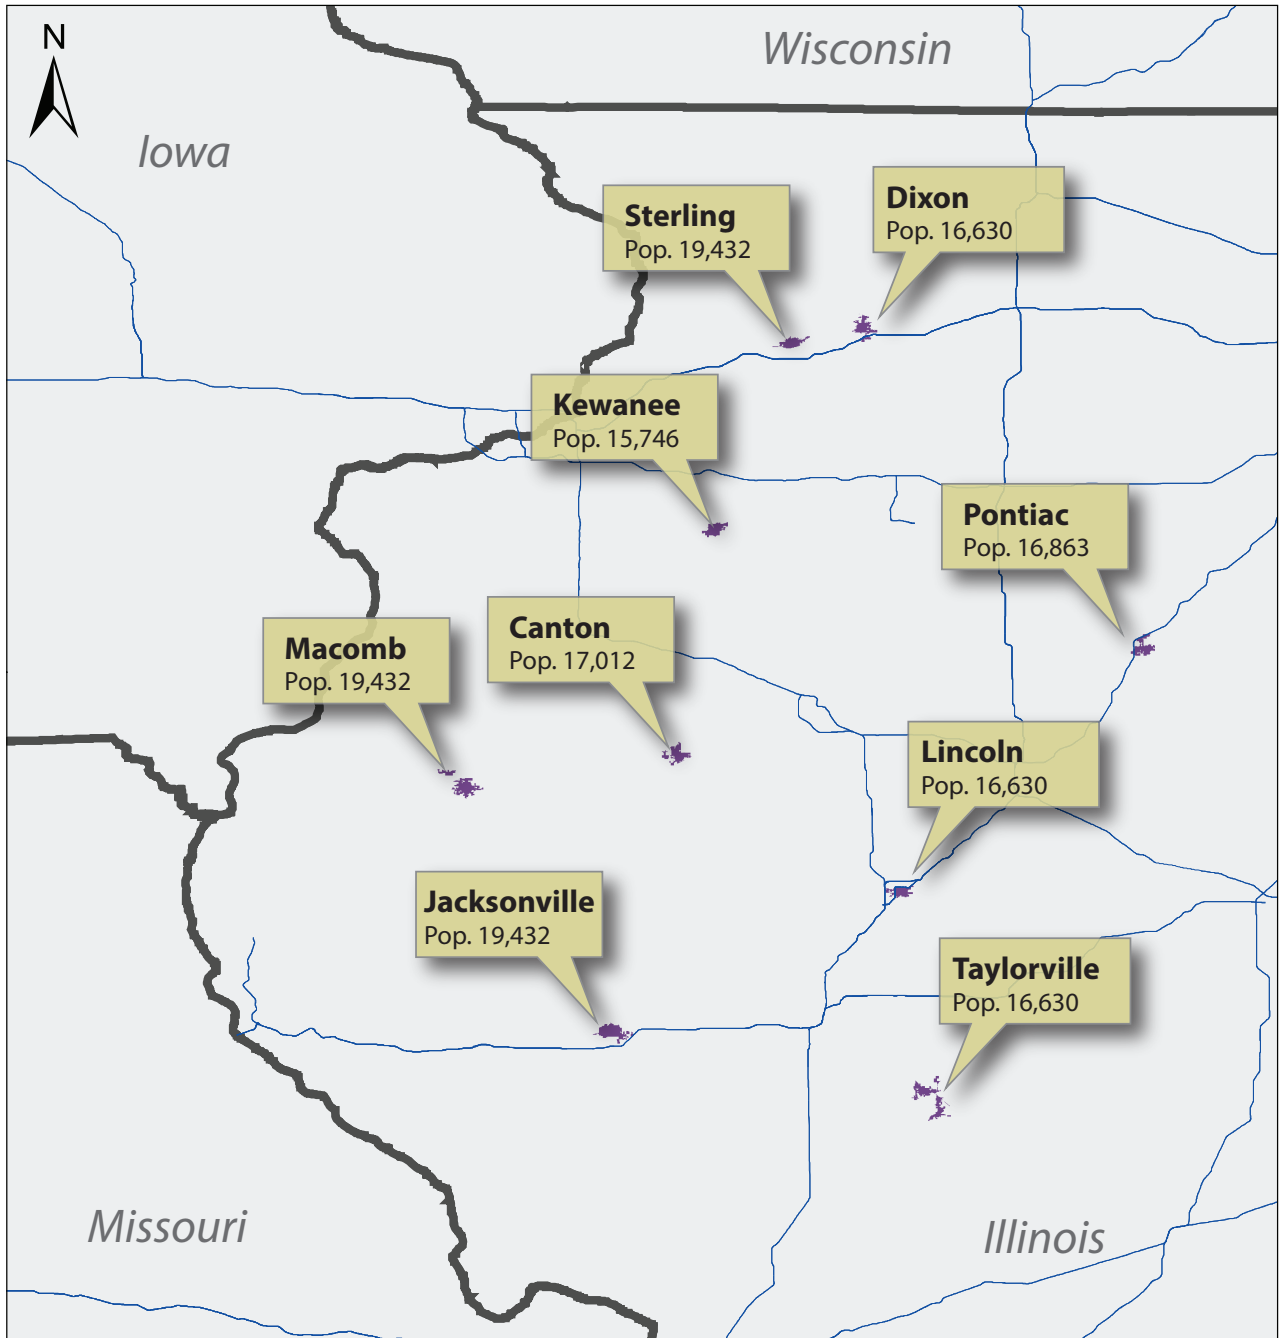 N
Wisconsin
Iowa
Dixon
Pop. 16,630
Sterling
Pop. 19,432
Kewanee
Pop. 15,746
Pontiac
Pop. 16,863
Canton
Pop. 17,012
Macomb
Pop. 19,432
Lincoln
Pop. 16,630
Jacksonville
Pop. 19,432
Taylorville
Pop. 16,630
Missouri
Illinois